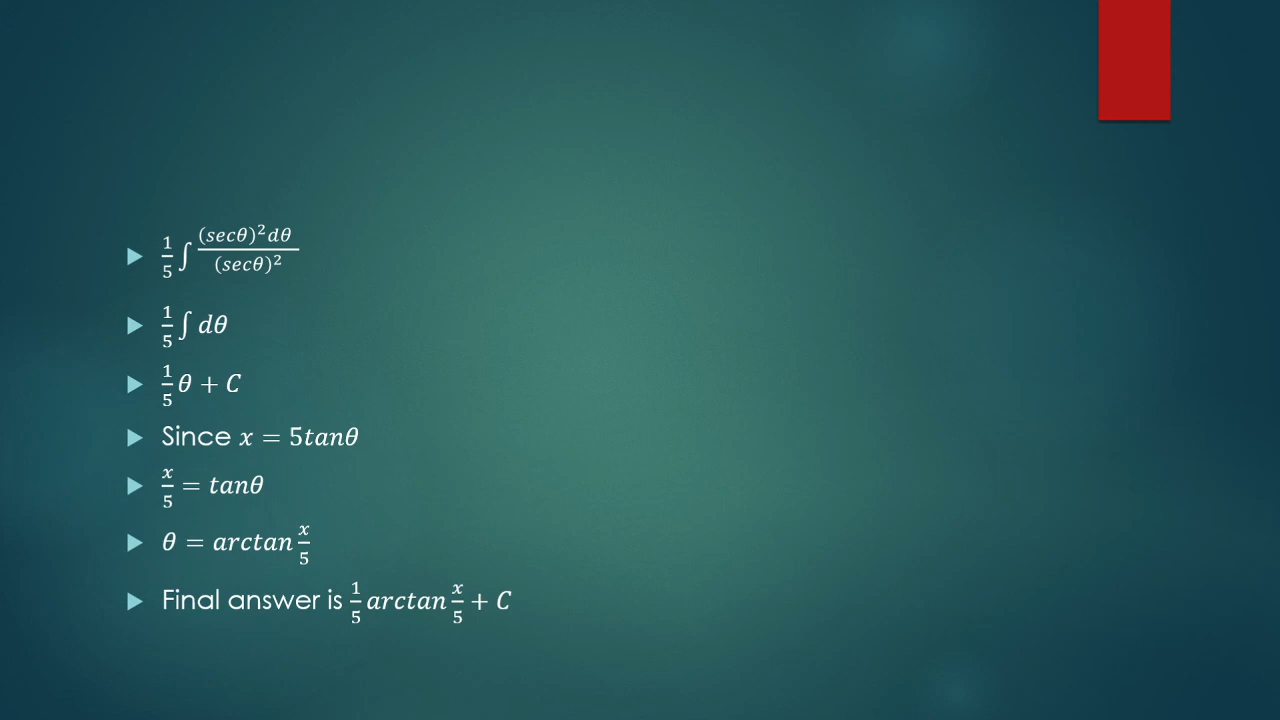 1/5 ∫ (secθ)²dθ / (secθ)²
1/5 ∫ dθ
1/5 θ + C
Since x = 5tanθ
x/5 = tanθ
θ = arctan x/5
Final answer is 1/5 arctan x/5 + C